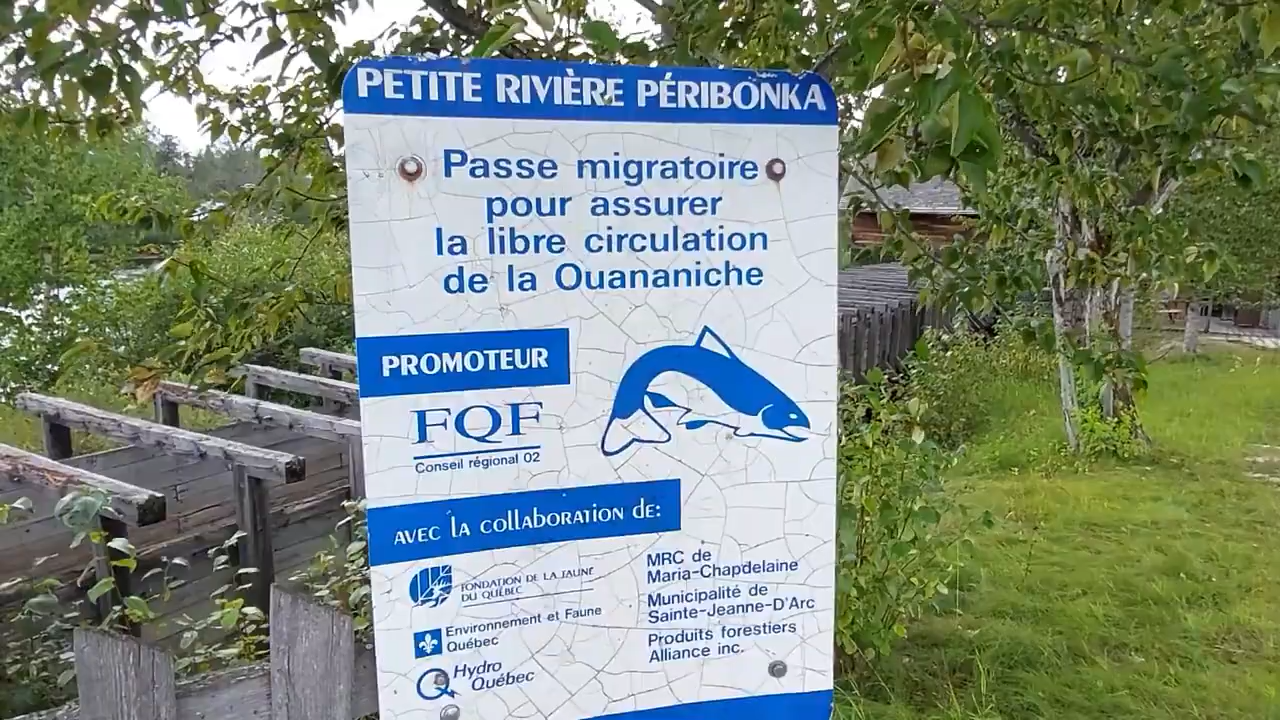 PETITE RIVIÈRE PÉRIBONKA
Passe migratoire
pour assurer
la libre circulation
de la Ouananiche
PROMOTEUR
FQF
Conseil régional 02
AVEC la collaboration de:
FONDATION DE LA FAUNE
DU QUÉBEC
Environnement et Faune
Québec
Hydro
Québec
MRC de
Maria-Chapdelaine
Municipalité de
Sainte-Jeanne-D'Arc
Produits forestiers
Alliance inc.